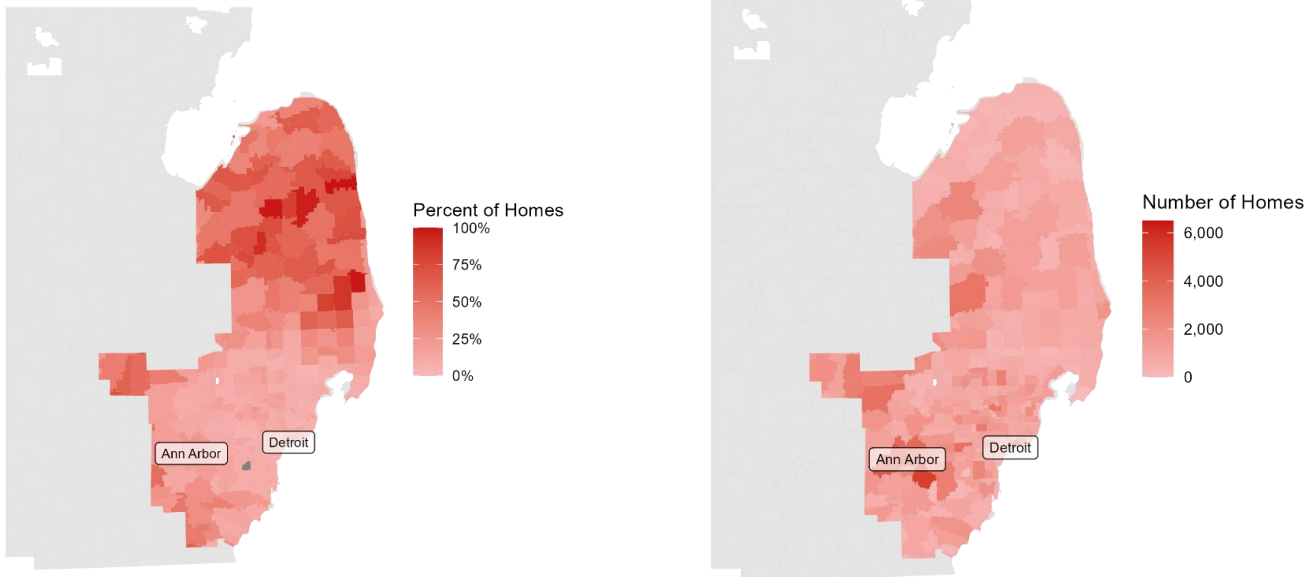 Percent of Homes
100%
75%
50%
25%
0%
Ann Arbor
Detroit
Number of Homes
6,000
4,000
2,000
0
Ann Arbor
Detroit